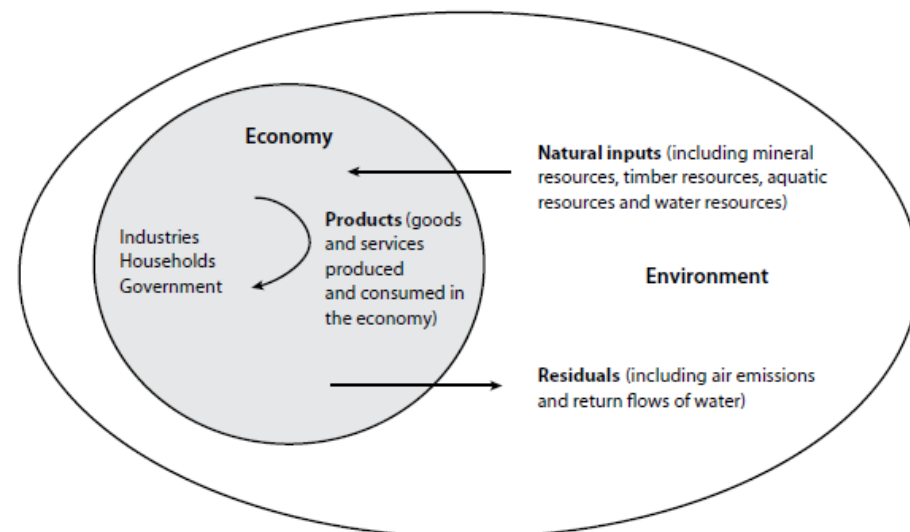 Economy
Natural inputs (including mineral
resources, timber resources, aquatic
resources and water resources)
Industries
Households
Government
Products (goods
and services
produced
and consumed in
the economy)
Environment
Residuals (including air emissions
and return flows of water)